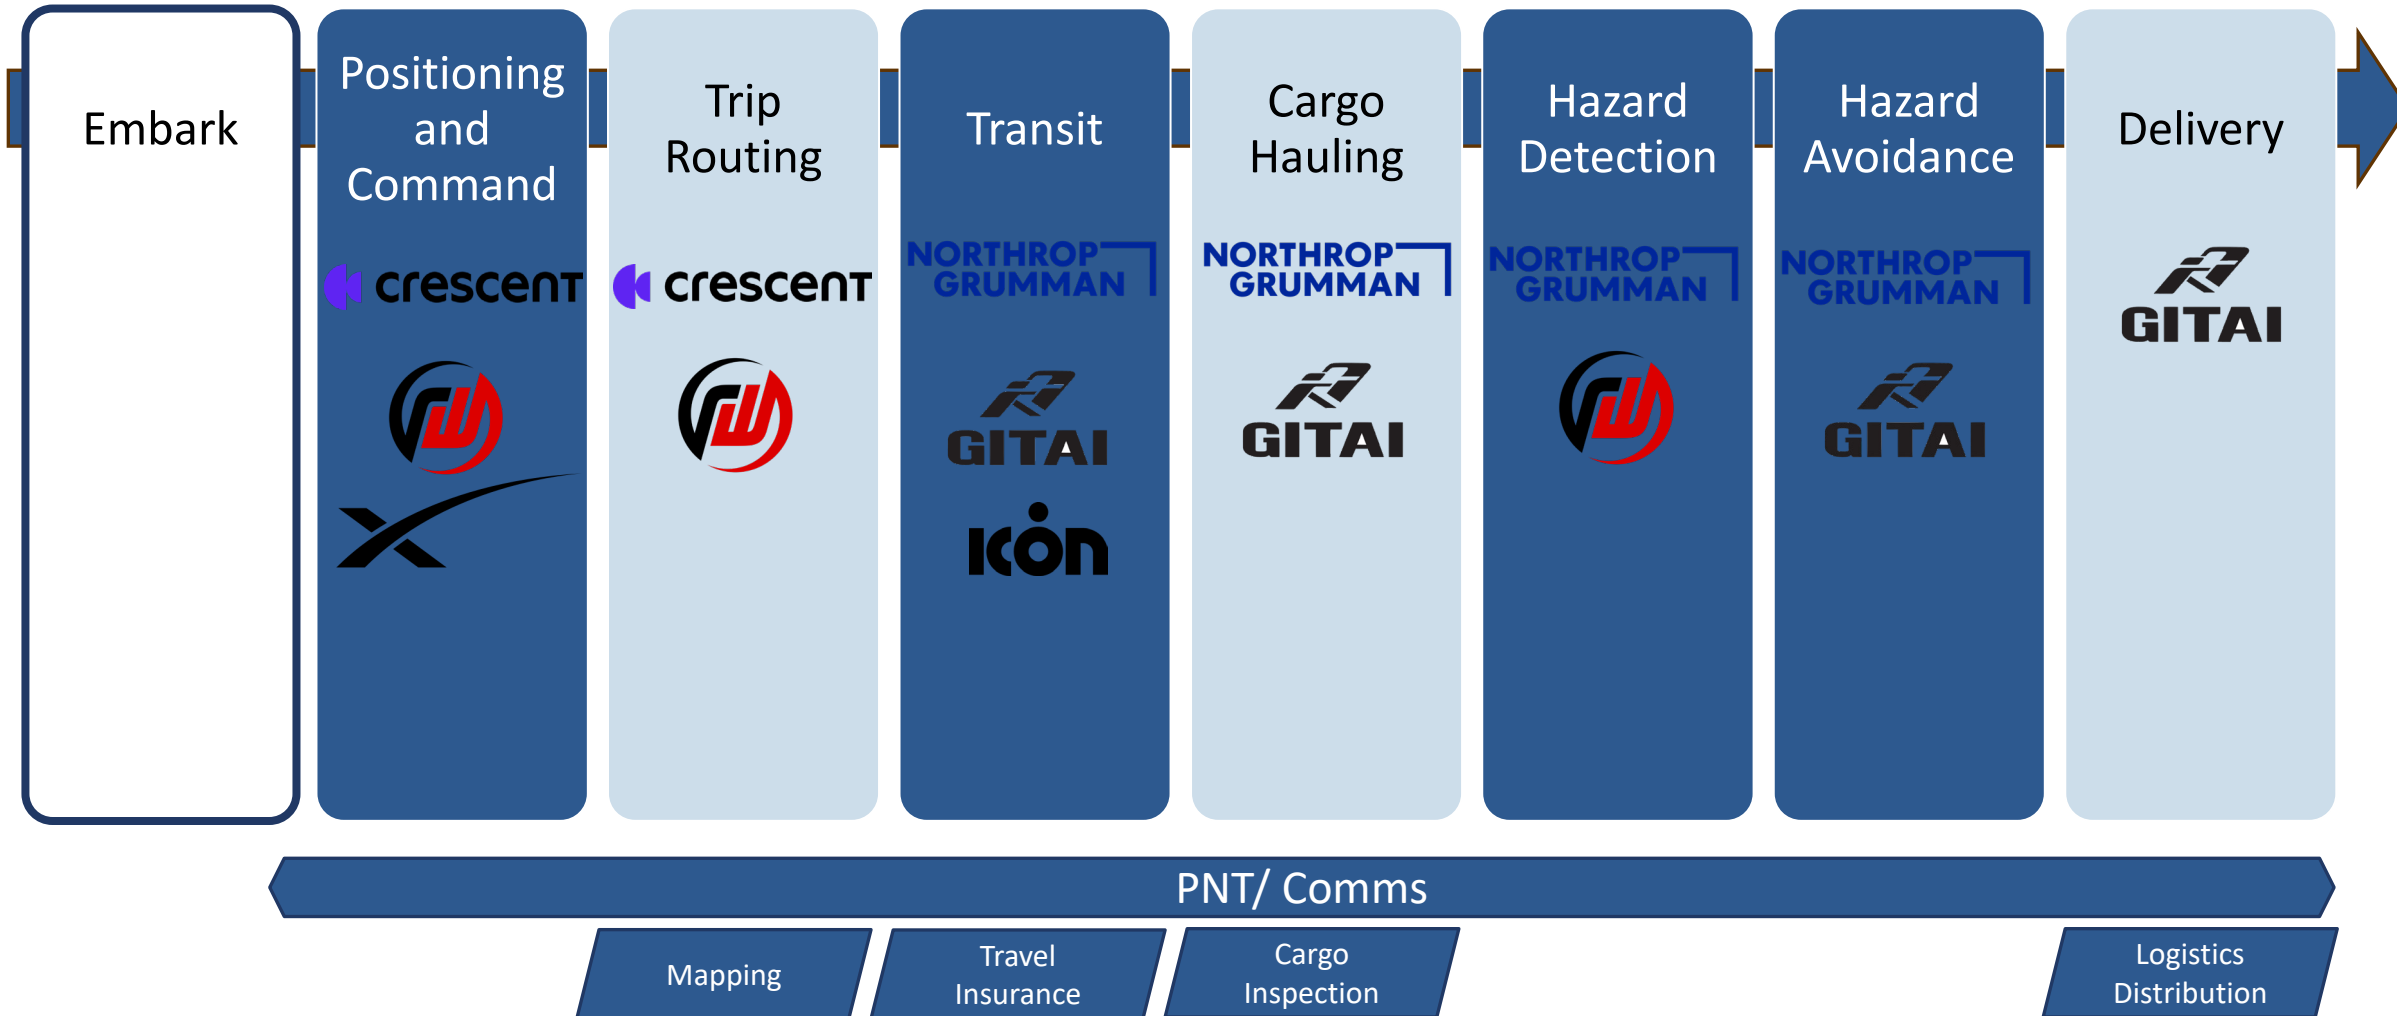 Embark
Positioning
and
Command
crescent
Trip
Routing
crescent
Transit
NORTHROP
GRUMMAN
GITAI
ICON
Cargo
Hauling
NORTHROP
GRUMMAN
GITAI
Hazard
Detection
NORTHROP
GRUMMAN
Hazard
Avoidance
NORTHROP
GRUMMAN
GITAI
Delivery
GITAI
PNT/ Comms
Mapping
Travel
Insurance
Cargo
Inspection
Logistics
Distribution